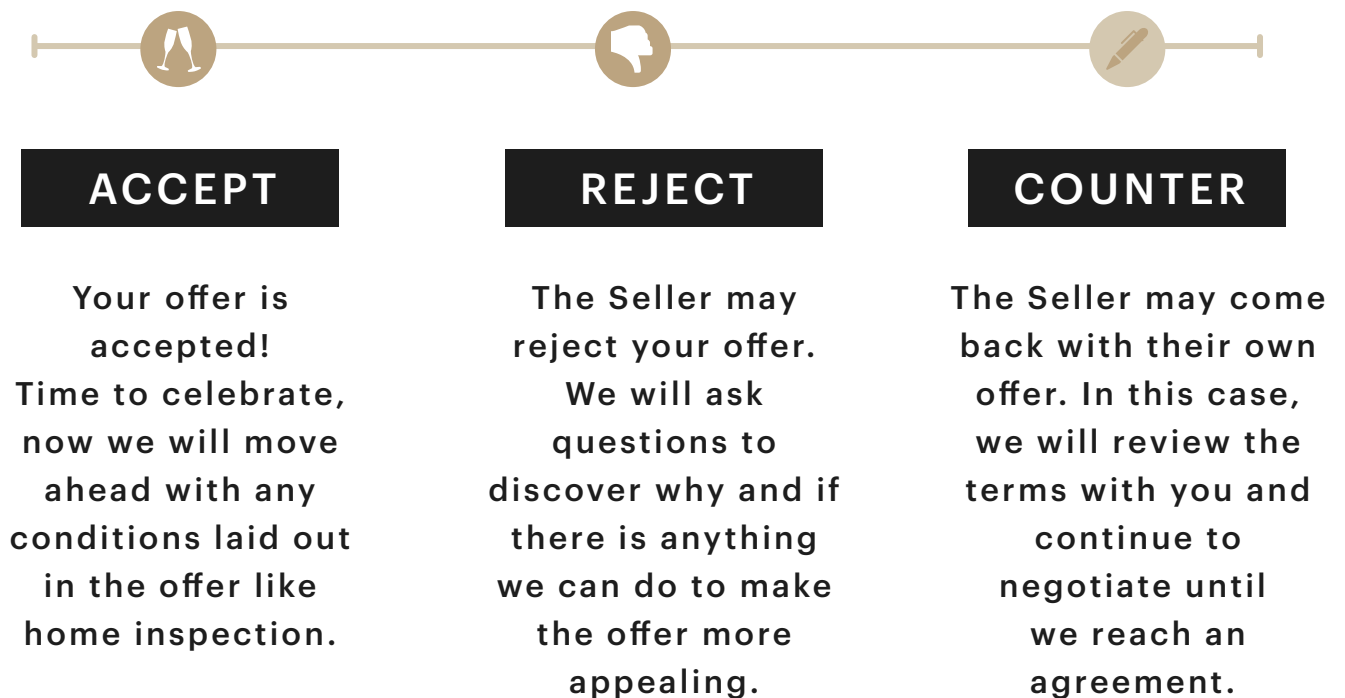 ACCEPT
Your offer is
accepted!
Time to celebrate,
now we will move
ahead with any
conditions laid out
in the offer like
home inspection.
REJECT
The Seller may
reject your offer.
We will ask
questions to
discover why and if
there is anything
we can do to make
the offer more
appealing.
COUNTER
The Seller may come
back with their own
offer. In this case,
we will review the
terms with you and
continue to
negotiate until
we reach an
agreement.